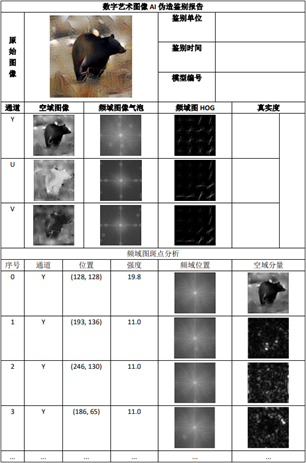 数字艺术图像 AI 伪造鉴别报告
原始图像
鉴别单位
鉴别时间
模型编号
通道 空域图像 频域图像气泡 频域图 HOG 真实度
Y
U
V
频域图斑点分析
序号 通道 位置 强度 频域位置 空域分量
0 Y (128, 128) 19.8
1 Y (193, 136) 11.0
2 Y (246, 130) 11.0
3 Y (186, 65) 11.0
... ... ... ... ... ...